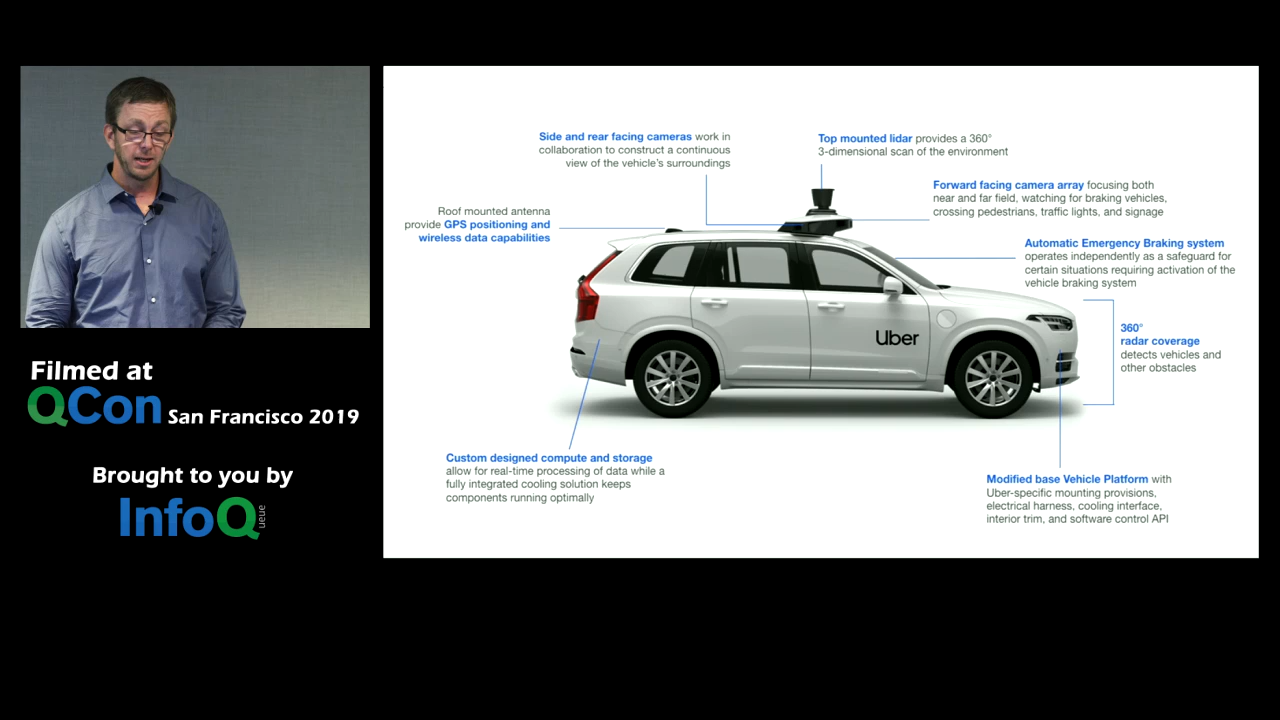 Filmed at
QCon San Francisco 2019
Brought to you by
InfoQ
queue
Side and rear facing cameras work in
collaboration to construct a continuous
view of the vehicle's surroundings
Top mounted lidar provides a 360°
3-dimensional scan of the environment
Forward facing camera array focusing both
near and far field, watching for braking vehicles,
crossing pedestrians, traffic lights, and signage
Roof mounted antenna
provide GPS positioning and
wireless data capabilities
Automatic Emergency Braking system
operates independently as a safeguard for
certain situations requiring activation of the
vehicle braking system
360°
radar coverage
detects vehicles and
other obstacles
Uber
Custom designed compute and storage
allow for real-time processing of data while a
fully integrated cooling solution keeps
components running optimally
Modified base Vehicle Platform with
Uber-specific mounting provisions,
electrical harness, cooling interface,
interior trim, and software control API